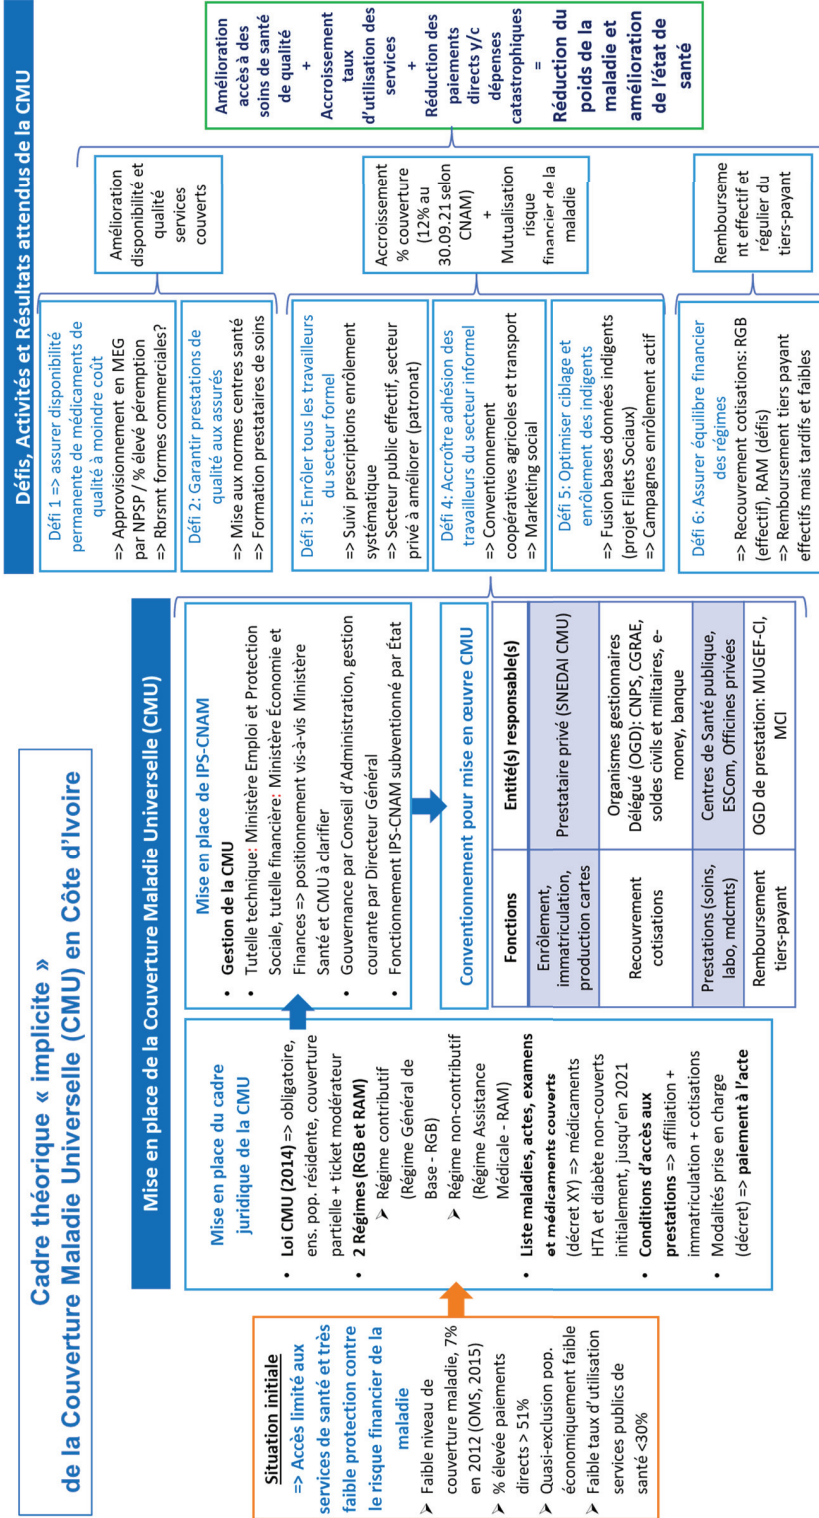 Cadre théorique « implicite »
de la Couverture Maladie Universelle (CMU) en Côte d'Ivoire
Mise en place de la Couverture Maladie Universelle (CMU)
Défis, Activités et Résultats attendus de la CMU
Situation initiale
=> Accès limité aux
services de santé et très
faible protection contre
le risque financier de la
maladie
➢ Faible niveau de
couverture maladie, 7%
en 2012 (OMS, 2015)
➢ % élevée paiements
directs > 51%
➢ Quasi-exclusion pop.
économiquement faible
➢ Faible taux d'utilisation
services publics de
santé <30%
Mise en place du cadre
juridique de la CMU
• Loi CMU (2014) => obligatoire,
ens. pop. résidente, couverture
partielle + ticket modérateur
• 2 Régimes (RGB et RAM)
➢ Régime contributif
(Régime Général de
Base - RGB)
➢ Régime non-contributif
(Régime Assistance
Médicale - RAM)
• Liste maladies, actes, examens
et médicaments couverts
(décret XY) => médicaments
HTA et diabète non-couverts
initialement, jusqu'en 2021
• Conditions d'accès aux
prestations => affiliation +
immatriculation + cotisations
• Modalités prise en charge
(décret) => paiement à l'acte
Mise en place de IPS-CNAM
• Gestion de la CMU
• Tutelle technique: Ministère Emploi et Protection
Sociale, tutelle financière: Ministère Économie et
Finances => positionnement vis-à-vis Ministère
Santé et CMU à clarifier
• Gouvernance par Conseil d'Administration, gestion
courante par Directeur Général
• Fonctionnement IPS-CNAM subventionné par État
Conventionnement pour mise en œuvre CMU
Fonctions
Entité(s) responsable(s)
Enrôlement,
immatriculation,
production cartes
Prestataire privé (SNEDAI CMU)
Recouvrement
cotisations
Organismes gestionnaires
Délégué (OGD): CNPS, CGRAE,
soldes civils et militaires, e-
money, banque
Prestations (soins,
labo, mdcmts)
Centres de Santé publique,
ESCom, Officines privées
Remboursement
tiers-payant
OGD de prestation: MUGEF-CI,
MCI
Défi 1 => assurer disponibilité
permanente de médicaments de
qualité à moindre coût
=> Approvisionnement en MEG
par NPSP / % élevé péremption
=> Rbrsmt formes commerciales?
Défi 2: Garantir prestations de
qualité aux assurés
=> Mise aux normes centres santé
=> Formation prestataires de soins
Défi 3: Enrôler tous les travailleurs
du secteur formel
=> Suivi prescriptions enrôlement
systématique
=> Secteur public effectif, secteur
privé à améliorer (patronat)
Défi 4: Accroître adhésion des
travailleurs du secteur informel
=> Conventionnement
coopératives agricoles et transport
=> Marketing social
Défi 5: Optimiser ciblage et
enrôlement des indigents
=> Fusion bases données indigents
(projet Filets Sociaux)
=> Campagnes enrôlement actif
Défi 6: Assurer équilibre financier
des régimes
=> Recouvrement cotisations: RGB
(effectif), RAM (défis)
=> Remboursement tiers payant
effectifs mais tardifs et faibles
Amélioration
disponibilité et
qualité
services
couverts
Accroissement
% couverture
(12% au
30.09.21 selon
CNAM)
+
Mutualisation
risque
financier de la
maladie
Rembourseme
nt effectif et
régulier du
tiers-payant
Amélioration
accès à des
soins de santé
de qualité
+
Accroissement
taux
d'utilisation des
services
+
Réduction des
paiements
directs y/c
dépenses
catastrophiques
=
Réduction du
poids de la
maladie et
amélioration
de l'état de
santé